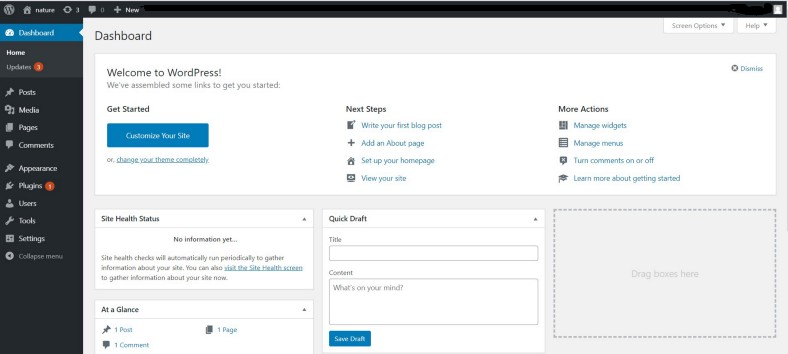 nature 3 0 New
Screen Options Help
Dashboard
Home
Updates 3
Posts
Media
Pages
Comments
Appearance
Plugins 1
Users
Tools
Settings
Collapse menu
Dashboard
Welcome to WordPress!
We've assembled some links to get you started:
Dismiss
Get Started
Customize Your Site
or, change your theme completely
Next Steps
Write your first blog post
Add an About page
Set up your homepage
View your site
More Actions
Manage widgets
Manage menus
Turn comments on or off
Learn more about getting started
Site Health Status
No information yet...
Site health checks will automatically run periodically to gather
information about your site. You can also visit the Site Health screen
to gather information about your site now.
At a Glance
1 Post 1 Page
1 Comment
Quick Draft
Title
Content
What's on your mind?
Save Draft
Drag boxes here